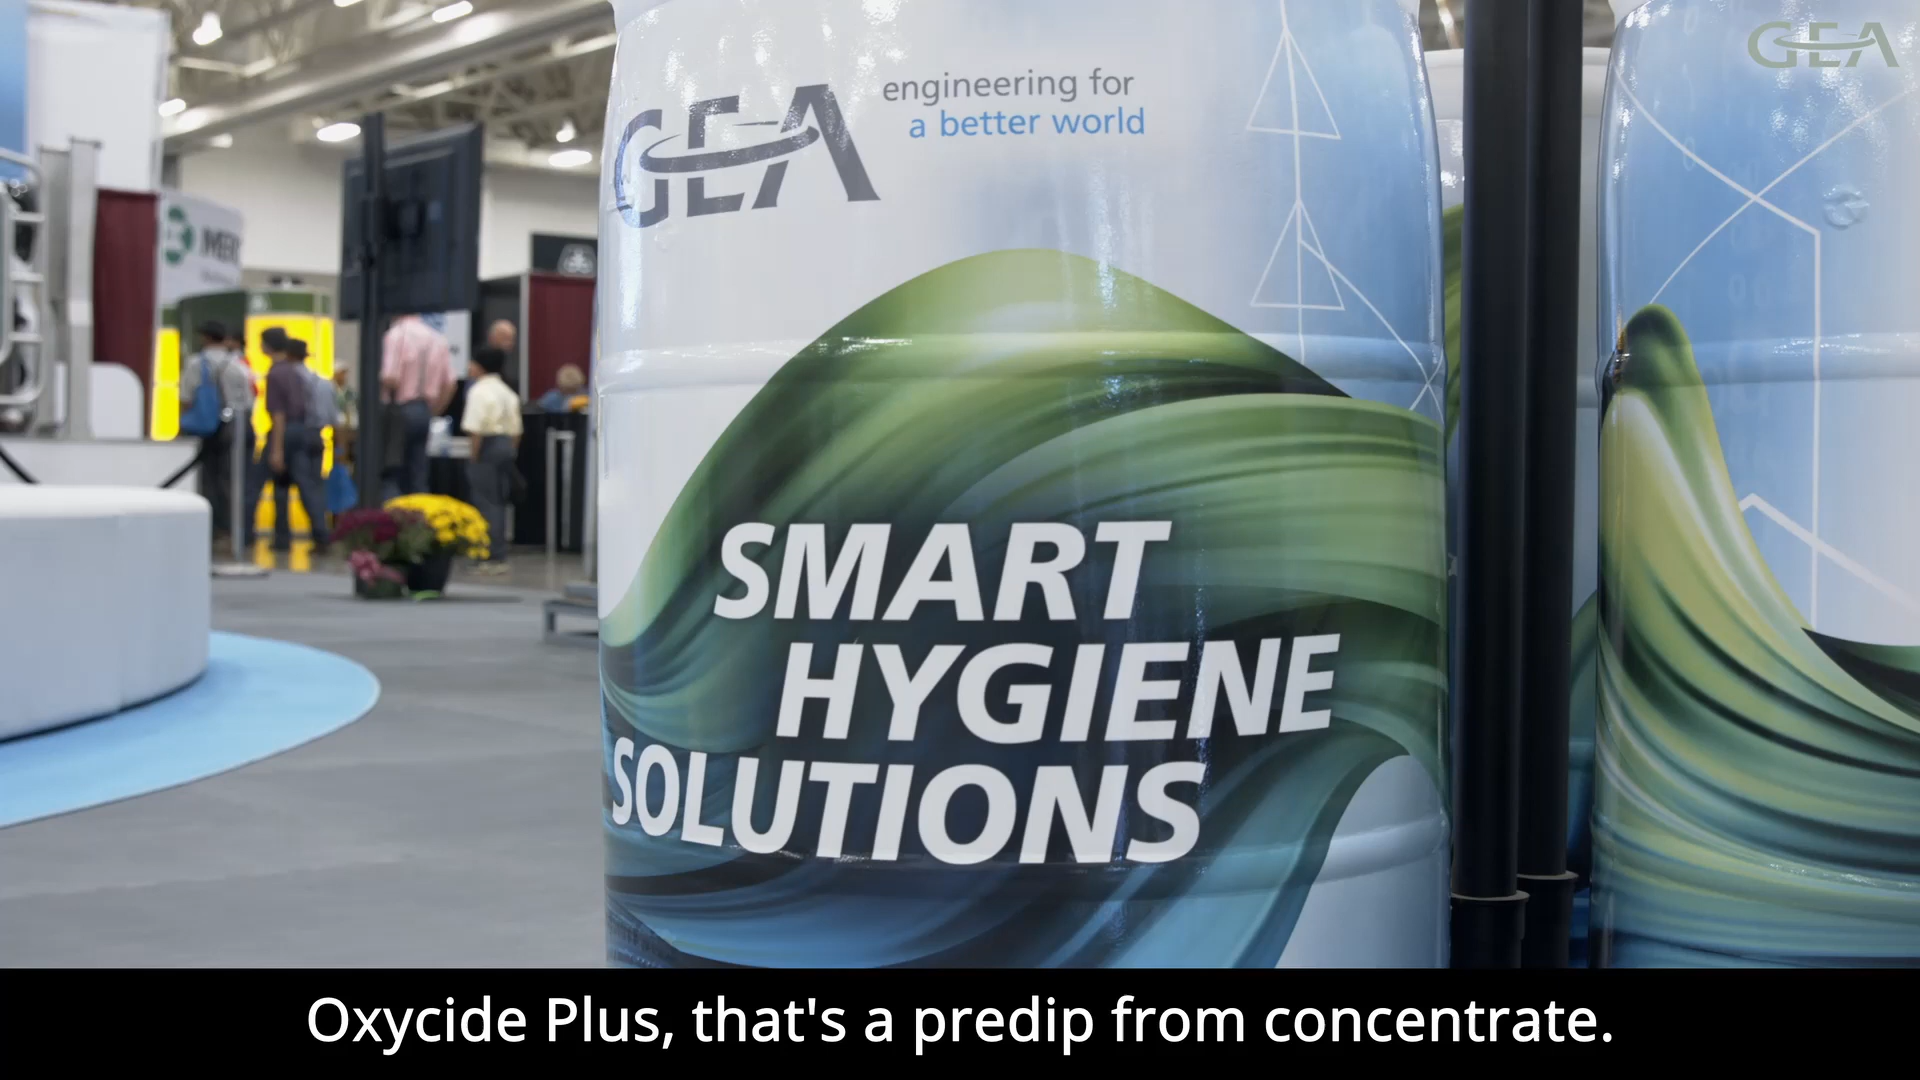 GEA
engineering for
a better world
GEA
SMART
HYGIENE
SOLUTIONS
Oxycide Plus, that's a predip from concentrate.